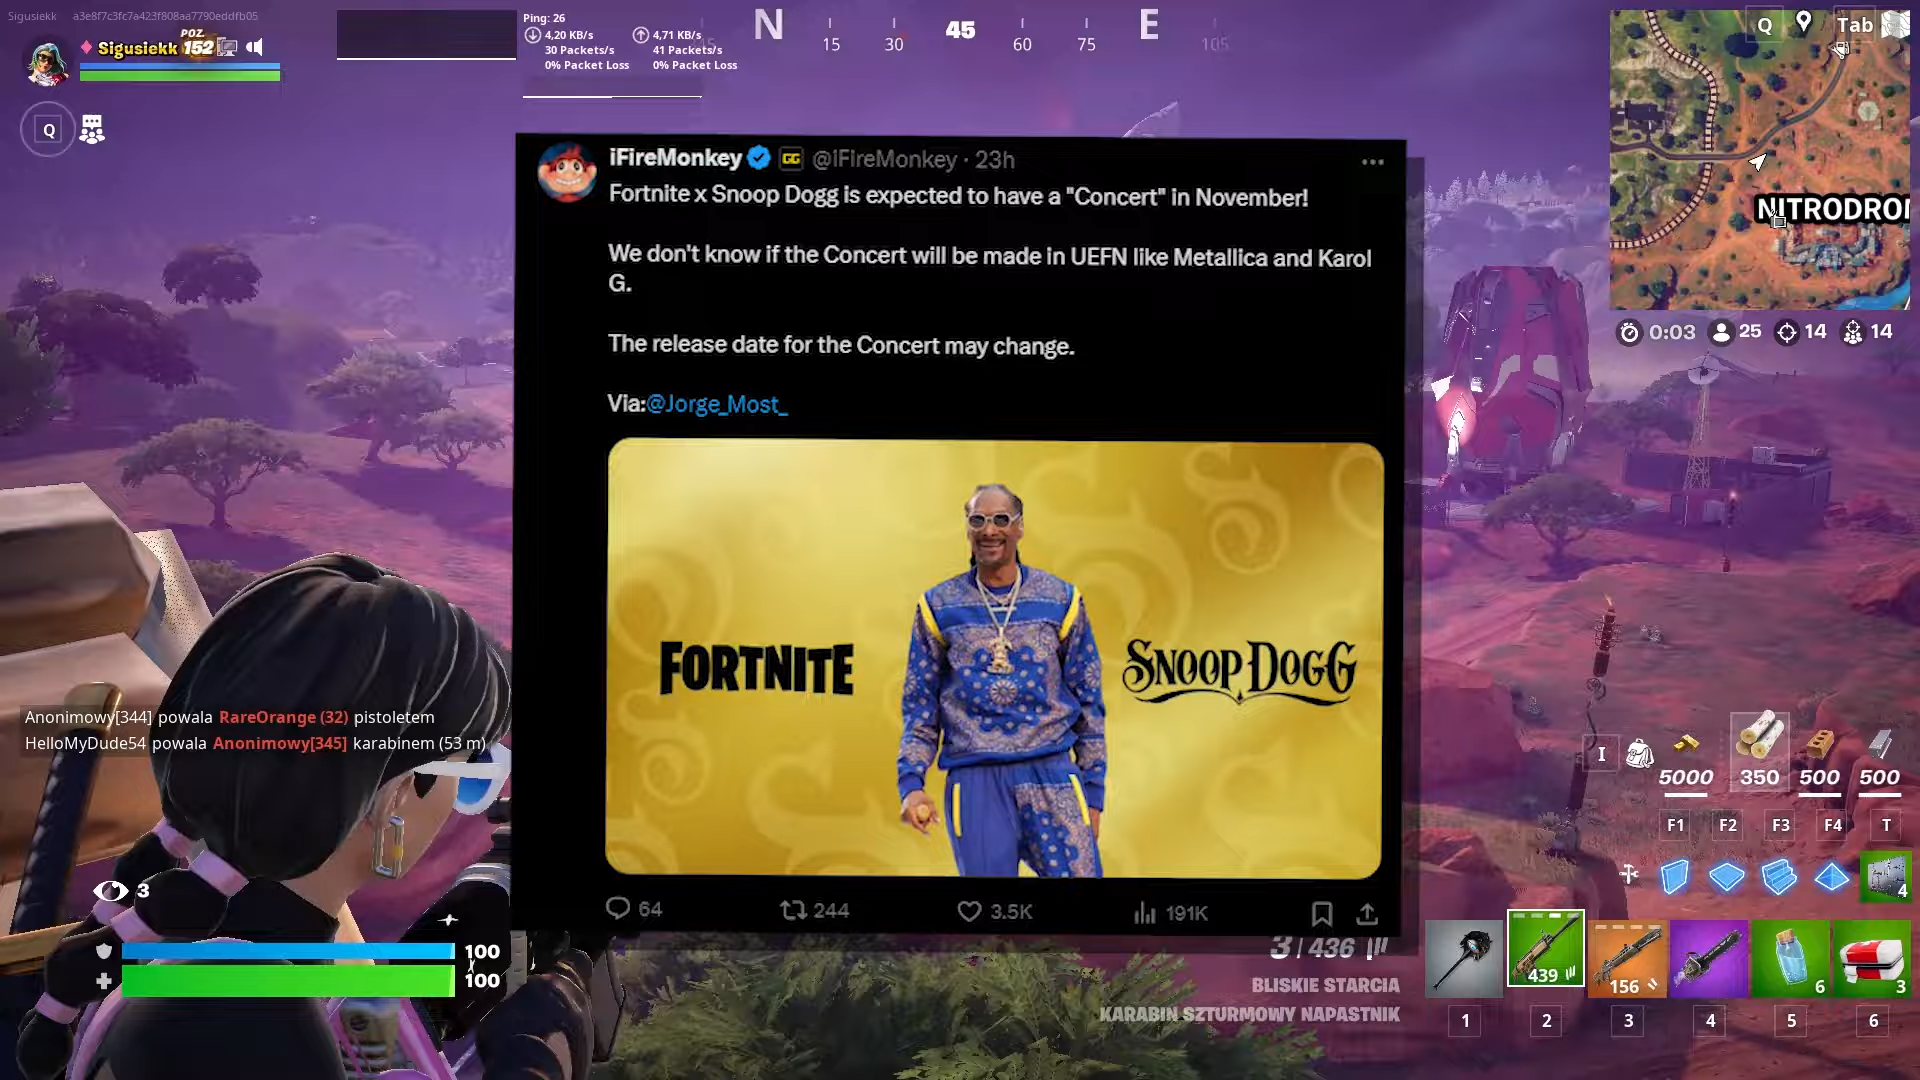 Sigusiekk a3e8f7c3fc7a423f808aa7790eddfb05
POZ.
Sigusiekk 152
Q
Ping: 26
4,20 KB/s 4,71 KB/s
30 Packets/s 41 Packets/s
0% Packet Loss 0% Packet Loss
N 15 30 45 60 75 E 105
Q Tab
NITRODRO
0:03 25 14 14
iFireMonkey GG @iFireMonkey · 23h
Fortnite x Snoop Dogg is expected to have a "Concert" in November!
We don't know if the Concert will be made in UEFN like Metallica and Karol
G.
The release date for the Concert may change.
Via:@Jorge_Most_
FORTNITE
SNOOP DOGG
64 244 3.5K 191K
Anonimowy[344] powala RareOrange (32) pistoletem
HelloMyDude54 powala Anonimowy[345] karabinem (53 m)
3
100
100
I 5000 350 500 500
F1 F2 F3 F4 T
4
3 | 436
BLISKIE STARCIA
KARABIN SZTURMOWY NAPASTNIK
439 156 6 3
1 2 3 4 5 6